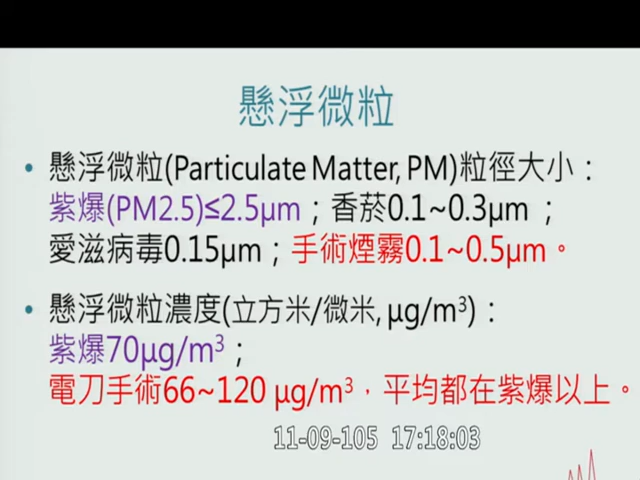 懸浮微粒
• 懸浮微粒(Particulate Matter, PM)粒徑大小：
紫爆(PM2.5)≤2.5μm；香菸0.1~0.3μm；
愛滋病毒0.15μm；手術煙霧0.1~0.5μm。
• 懸浮微粒濃度(立方米/微米, μg/m³)：
紫爆70μg/m³；
電刀手術66~120 μg/m³，平均都在紫爆以上。
11-09-105 17:18:03